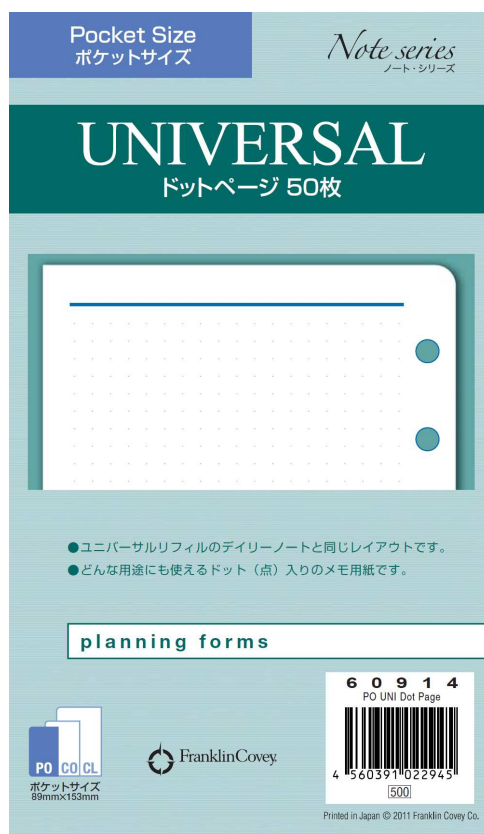 Pocket Size
ポケットサイズ
Note series
ノート・シリーズ
UNIVERSAL
ドットページ 50枚
●ユニバーサルリフィルのデイリーノートと同じレイアウトです。
●どんな用途にも使えるドット（点）入りのメモ用紙です。
planning forms
60914
PO UNI Dot Page
4 560391 022945
500
PO CO CL
ポケットサイズ
89mm×153mm
FranklinCovey
Printed in Japan © 2011 Franklin Covey Co.